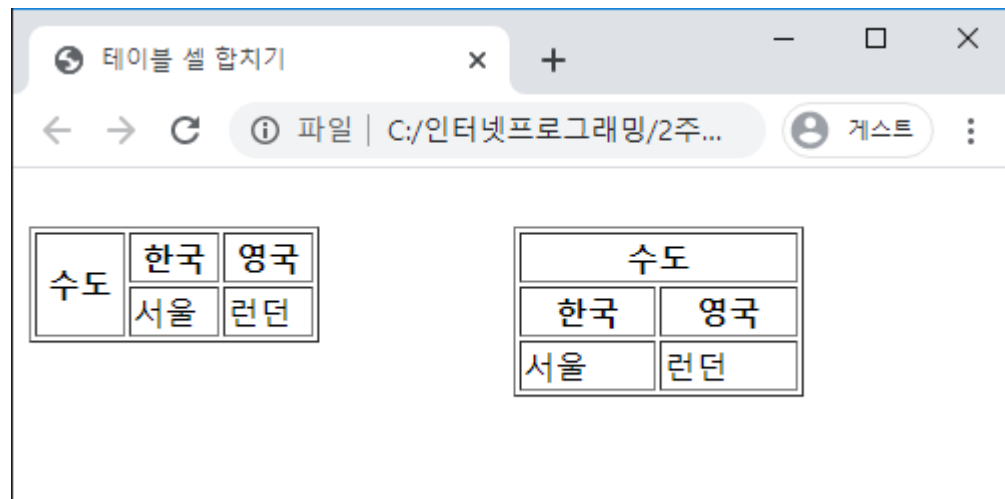 테이블 셀 합치기
파일 | C:/인터넷프로그래밍/2주... 게스트
수도 한국 영국
서울 런던
수도
한국 영국
서울 런던